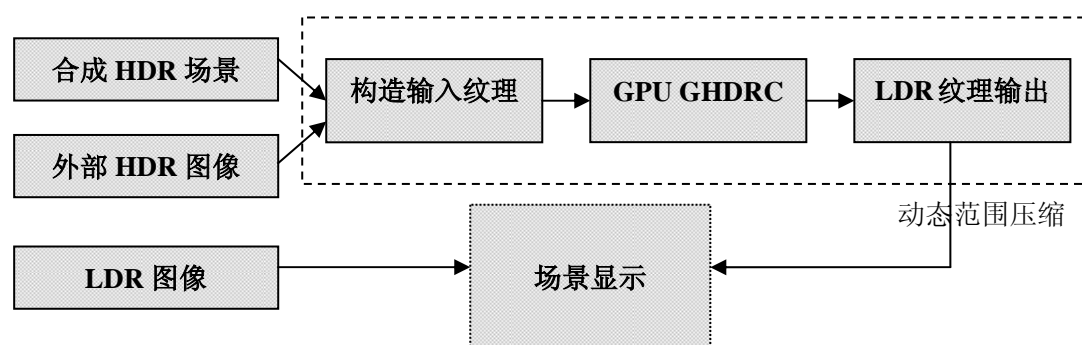 合成 HDR 场景
构造输入纹理
GPU GHDRC
LDR 纹理输出
外部 HDR 图像
动态范围压缩
LDR 图像
场景显示